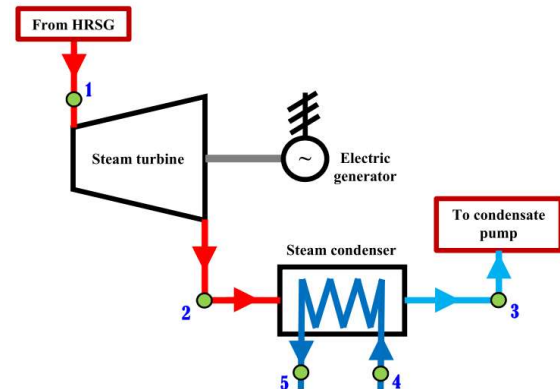 From HRSG
1
Steam turbine
~
Electric
generator
To condensate
pump
Steam condenser
2
3
5
4